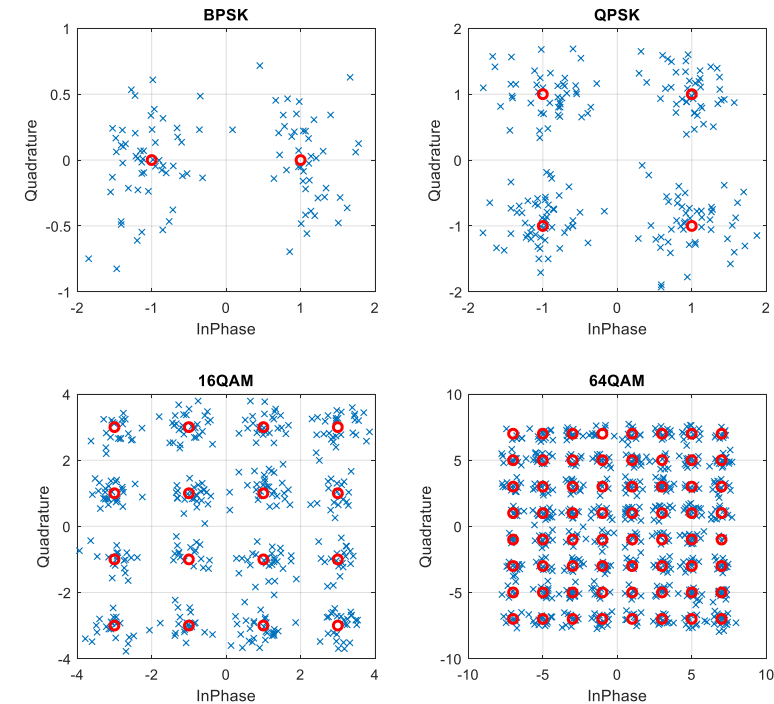 BPSK
1
0.5
0
-0.5
-1
Quadrature
-2 -1 0 1 2
InPhase
QPSK
2
1
0
-1
-2
Quadrature
-2 -1 0 1 2
InPhase
16QAM
4
2
0
-2
-4
Quadrature
-4 -2 0 2 4
InPhase
64QAM
10
5
0
-5
-10
Quadrature
-10 -5 0 5 10
InPhase